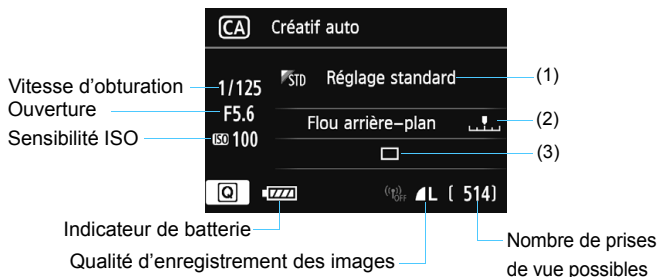 CA Créatif auto
Vitesse d'obturation 1/125 STD Réglage standard (1)
Ouverture F5.6
Flou arrière-plan (2)
Sensibilité ISO ISO 100
(3)
Q OFF L [ 514]
Indicateur de batterie
Qualité d'enregistrement des images
Nombre de prises
de vue possibles